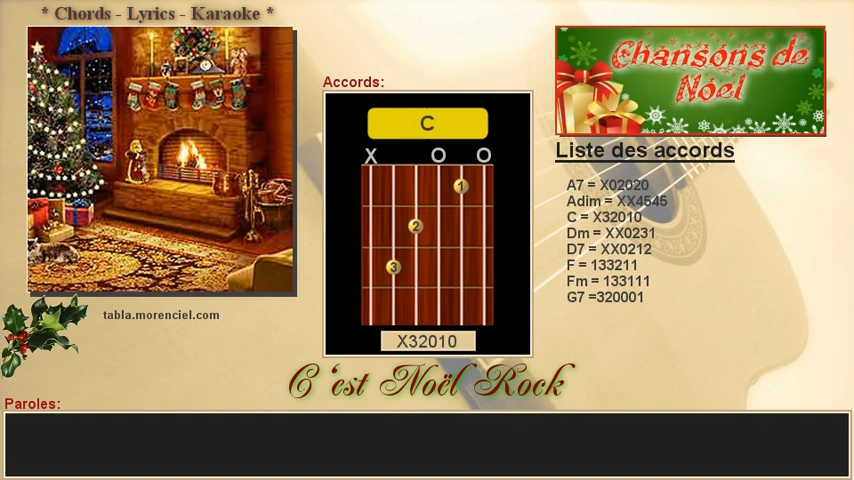 * Chords - Lyrics - Karaoke *
Chansons de
Noel
Accords:
C
X O O
1
2
3
X32010
Liste des accords
A7 = X02020
Adim = XX4545
C = X32010
Dm = XX0231
D7 = XX0212
F = 133211
Fm = 133111
G7 =320001
tabla.morenciel.com
C 'est Noël Rock
Paroles: